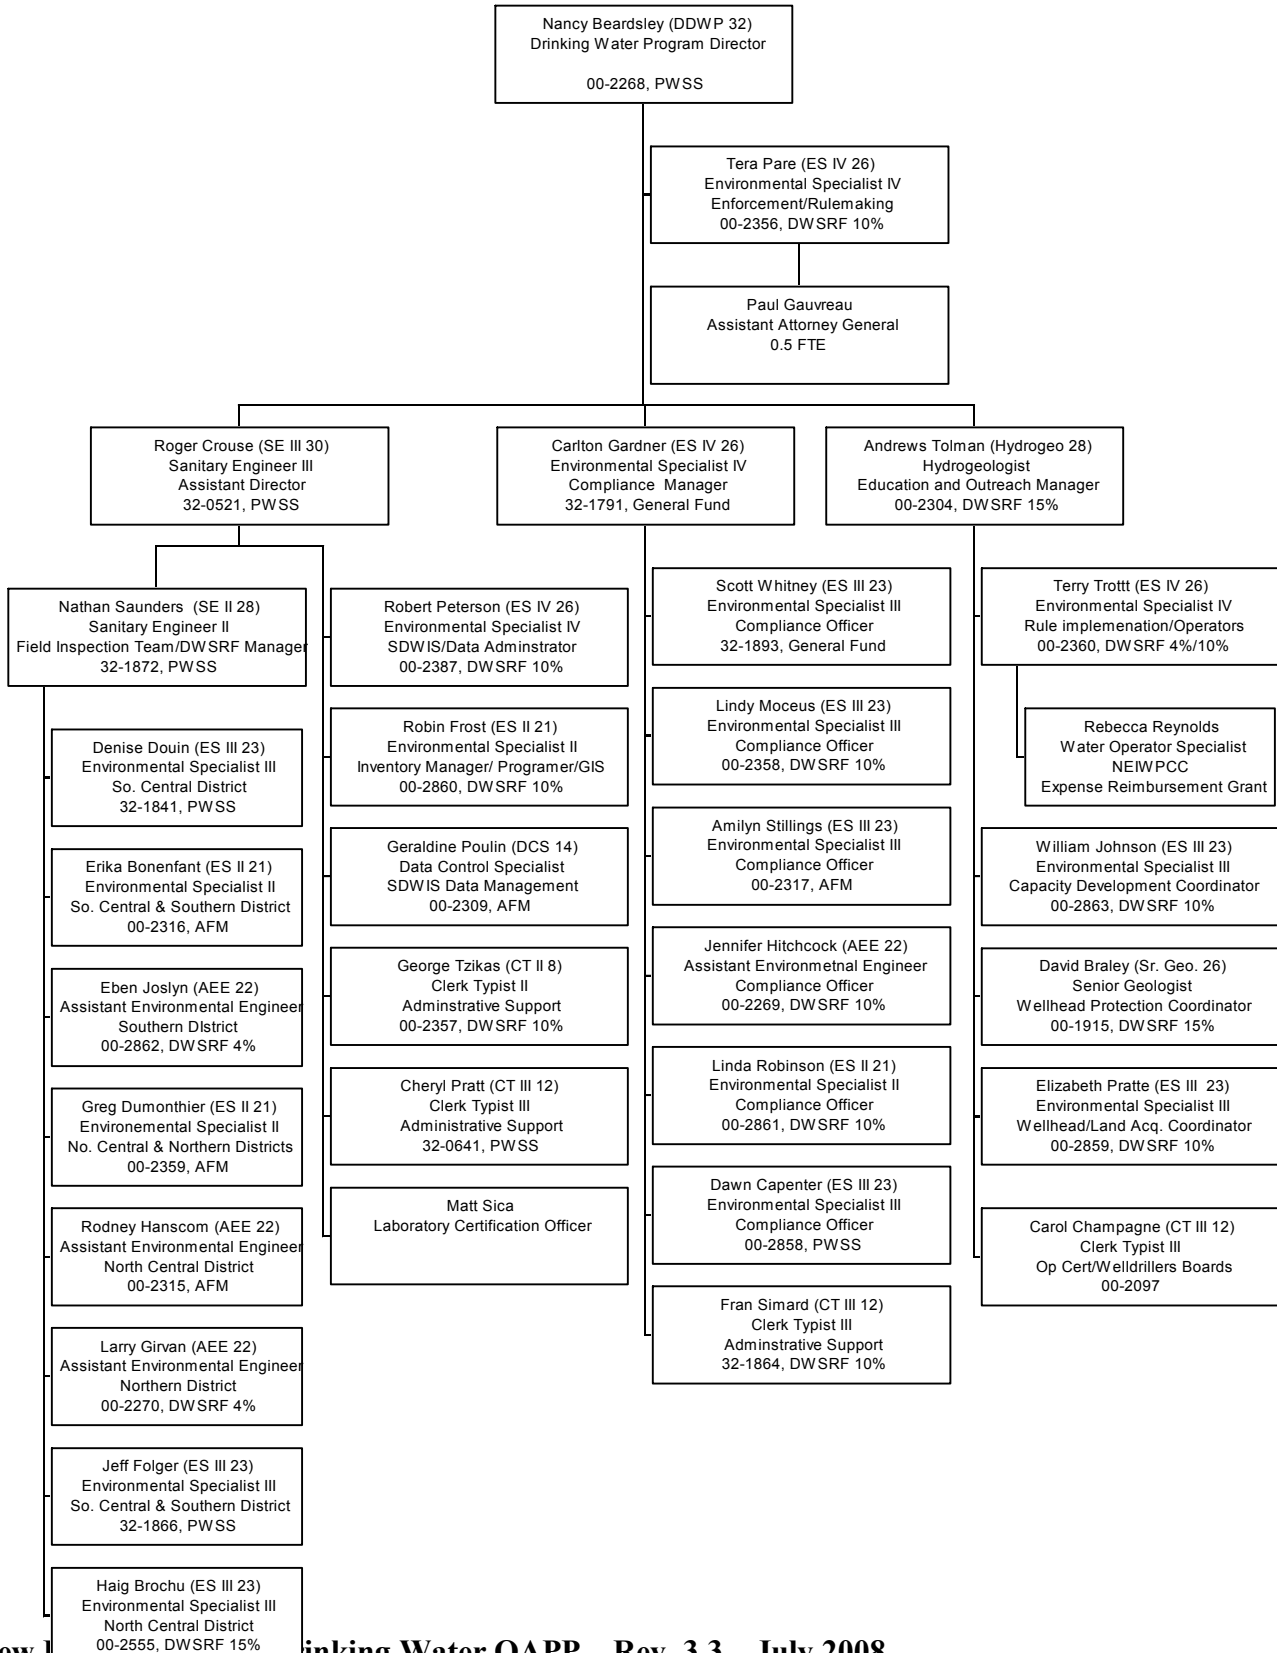 Nancy Beardsley (DDWP 32)
Drinking Water Program Director
00-2268, PWSS
Tera Pare (ES IV 26)
Environmental Specialist IV
Enforcement/Rulemaking
00-2356, DWSRF 10%
Paul Gauvreau
Assistant Attorney General
0.5 FTE
Roger Crouse (SE III 30)
Sanitary Engineer III
Assistant Director
32-0521, PWSS
Carlton Gardner (ES IV 26)
Environmental Specialist IV
Compliance Manager
32-1791, General Fund
Andrews Tolman (Hydrogeo 28)
Hydrogeologist
Education and Outreach Manager
00-2304, DWSRF 15%
Nathan Saunders (SE II 28)
Sanitary Engineer II
Field Inspection Team/DWSRF Manager
32-1872, PWSS
Denise Douin (ES III 23)
Environmental Specialist III
So. Central District
32-1841, PWSS
Erika Bonenfant (ES II 21)
Environmental Specialist II
So. Central & Southern District
00-2316, AFM
Eben Joslyn (AEE 22)
Assistant Environmental Engineer
Southern DIstrict
00-2862, DWSRF 4%
Greg Dumonthier (ES II 21)
Environemental Specialist II
No. Central & Northern Districts
00-2359, AFM
Rodney Hanscom (AEE 22)
Assistant Environmental Engineer
North Central District
00-2315, AFM
Larry Girvan (AEE 22)
Assistant Environmental Engineer
Northern District
00-2270, DWSRF 4%
Jeff Folger (ES III 23)
Environmental Specialist III
So. Central & Southern District
32-1866, PWSS
Haig Brochu (ES III 23)
Environmental Specialist III
North Central District
00-2555, DWSRF 15%
Robert Peterson (ES IV 26)
Environmental Specialist IV
SDWIS/Data Adminstrator
00-2387, DWSRF 10%
Robin Frost (ES II 21)
Environmental Specialist II
Inventory Manager/ Programer/GIS
00-2860, DWSRF 10%
Geraldine Poulin (DCS 14)
Data Control Specialist
SDWIS Data Management
00-2309, AFM
George Tzikas (CT II 8)
Clerk Typist II
Adminstrative Support
00-2357, DWSRF 10%
Cheryl Pratt (CT III 12)
Clerk Typist III
Administrative Support
32-0641, PWSS
Matt Sica
Laboratory Certification Officer
Scott Whitney (ES III 23)
Environmental Specialist III
Compliance Officer
32-1893, General Fund
Lindy Moceus (ES III 23)
Environmental Specialist III
Compliance Officer
00-2358, DWSRF 10%
Amilyn Stillings (ES III 23)
Environmental Specialist III
Compliance Officer
00-2317, AFM
Jennifer Hitchcock (AEE 22)
Assistant Environmetnal Engineer
Compliance Officer
00-2269, DWSRF 10%
Linda Robinson (ES II 21)
Environmental Specialist II
Compliance Officer
00-2861, DWSRF 10%
Dawn Capenter (ES III 23)
Environmental Specialist III
Compliance Officer
00-2858, PWSS
Fran Simard (CT III 12)
Clerk Typist III
Adminstrative Support
32-1864, DWSRF 10%
Terry Trottt (ES IV 26)
Environmental Specialist IV
Rule implemenation/Operators
00-2360, DWSRF 4%/10%
Rebecca Reynolds
Water Operator Specialist
NEIWPCC
Expense Reimbursement Grant
William Johnson (ES III 23)
Environmental Specialist III
Capacity Development Coordinator
00-2863, DWSRF 10%
David Braley (Sr. Geo. 26)
Senior Geologist
Wellhead Protection Coordinator
00-1915, DWSRF 15%
Elizabeth Pratte (ES III 23)
Environmental Specialist III
Wellhead/Land Acq. Coordinator
00-2859, DWSRF 10%
Carol Champagne (CT III 12)
Clerk Typist III
Op Cert/Welldrillers Boards
00-2097
Water QAPP Rev. 3.3 July 2008